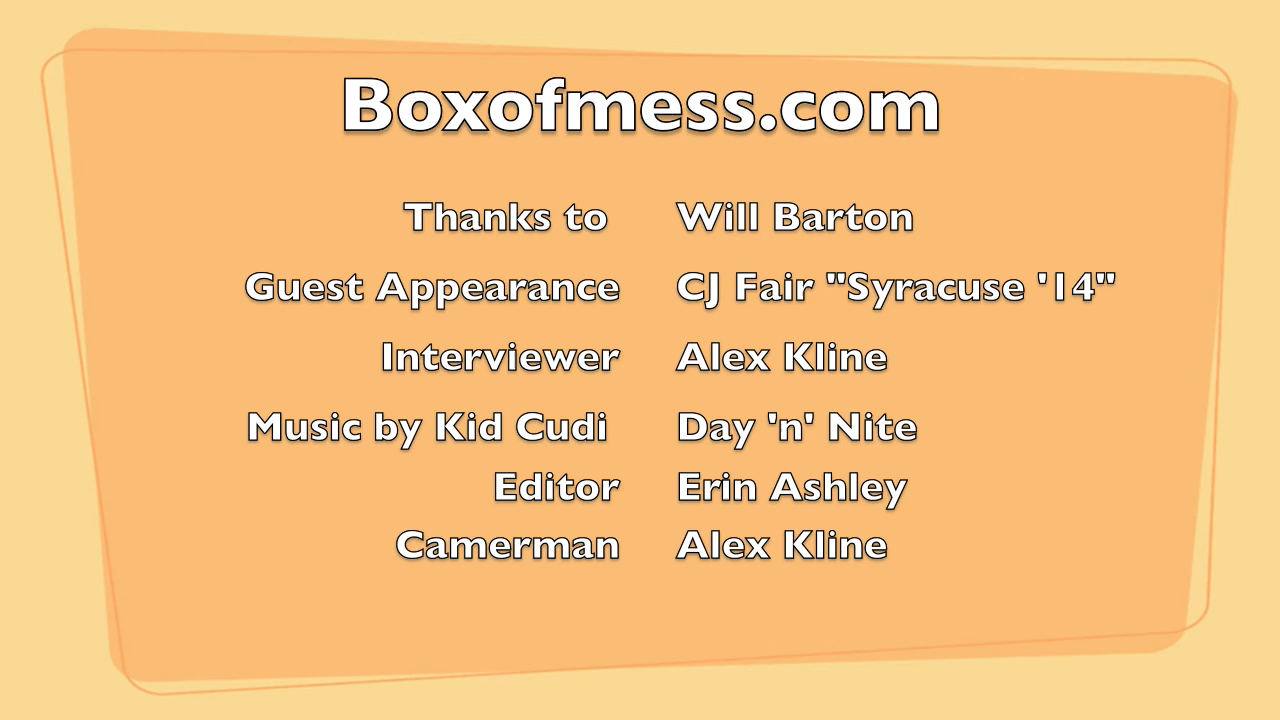 Boxofmess.com
Thanks to Will Barton
Guest Appearance CJ Fair "Syracuse '14"
Interviewer Alex Kline
Music by Kid Cudi Day 'n' Nite
Editor Erin Ashley
Camerman Alex Kline